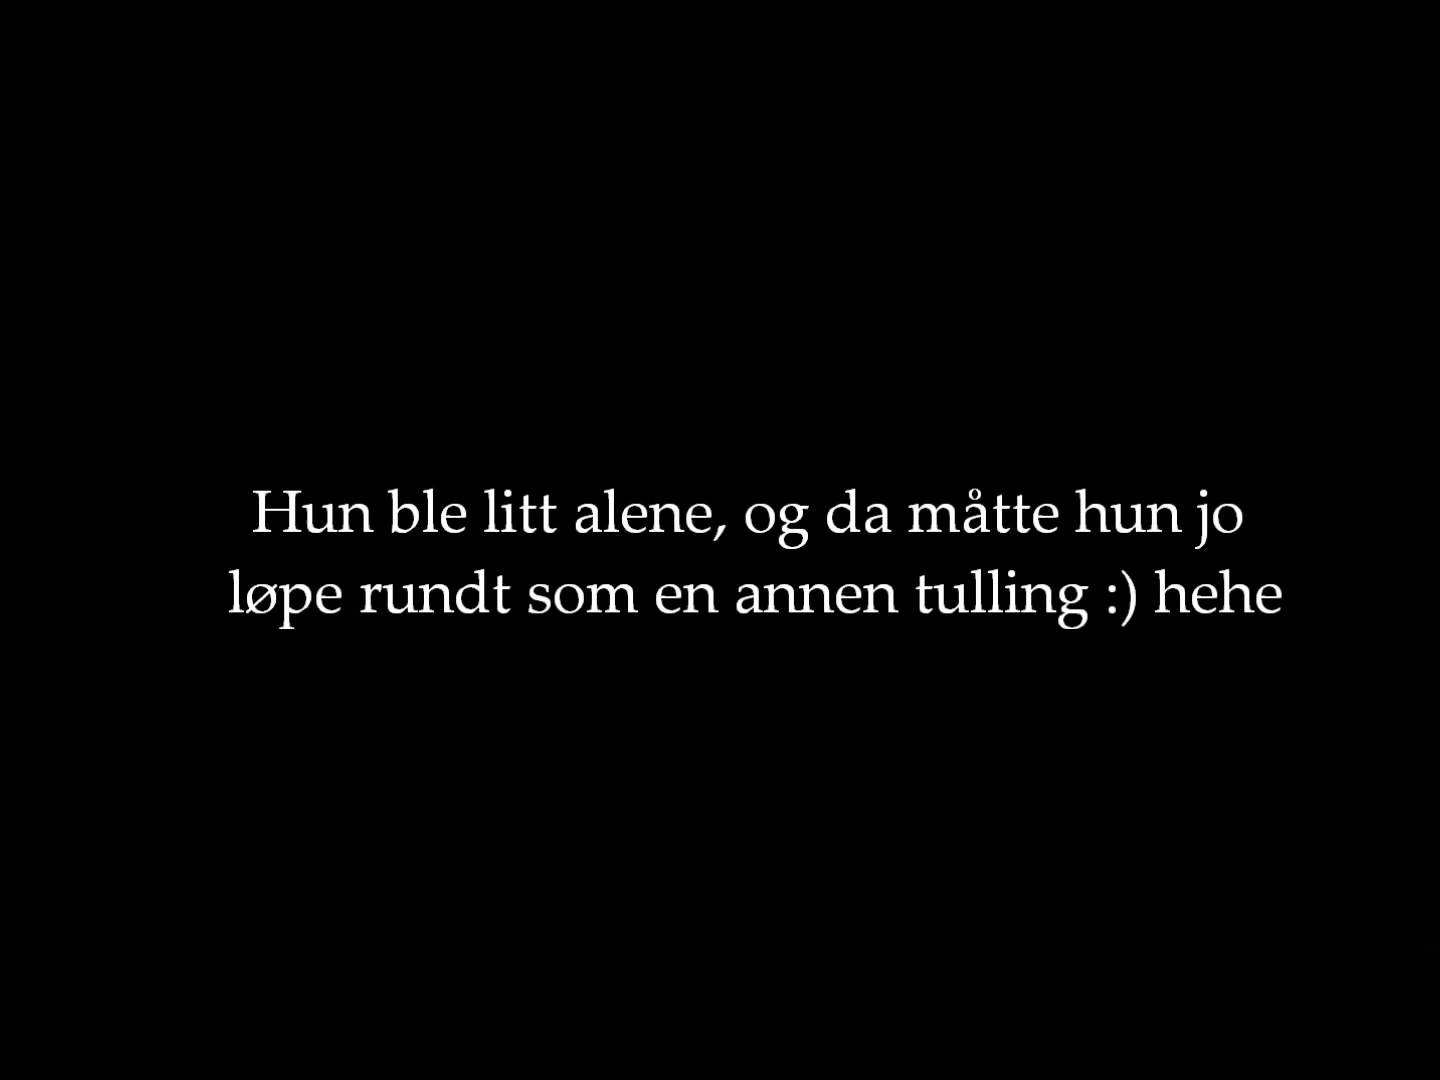 Hun ble litt alene, og da måtte hun jo
løpe rundt som en annen tulling :) hehe